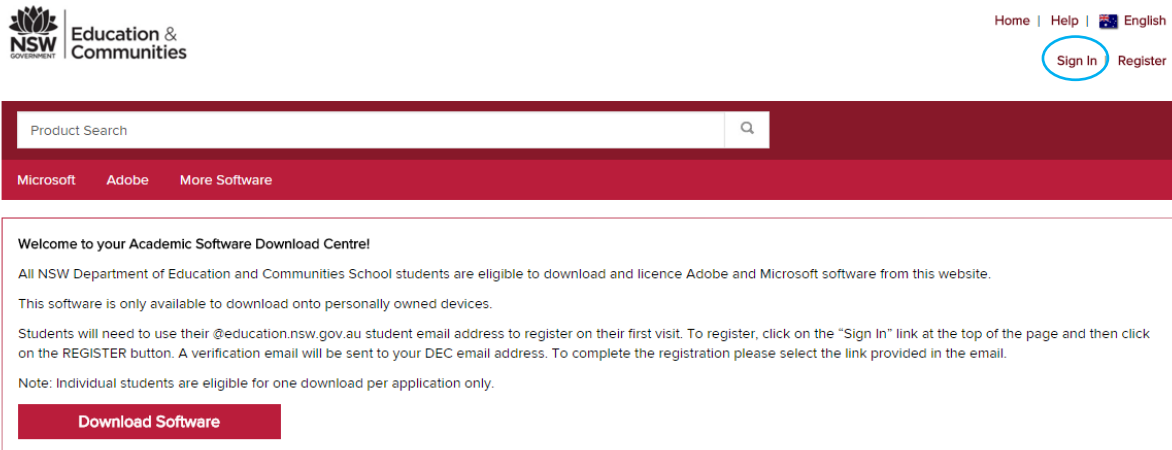 Education &
Communities
NSW
GOVERNMENT
Home | Help | English
Sign In | Register
Product Search
Microsoft Adobe More Software
Welcome to your Academic Software Download Centre!
All NSW Department of Education and Communities School students are eligible to download and licence Adobe and Microsoft software from this website.
This software is only available to download onto personally owned devices.
Students will need to use their @education.nsw.gov.au student email address to register on their first visit. To register, click on the “Sign In” link at the top of the page and then click
on the REGISTER button. A verification email will be sent to your DEC email address. To complete the registration please select the link provided in the email.
Note: Individual students are eligible for one download per application only.
Download Software